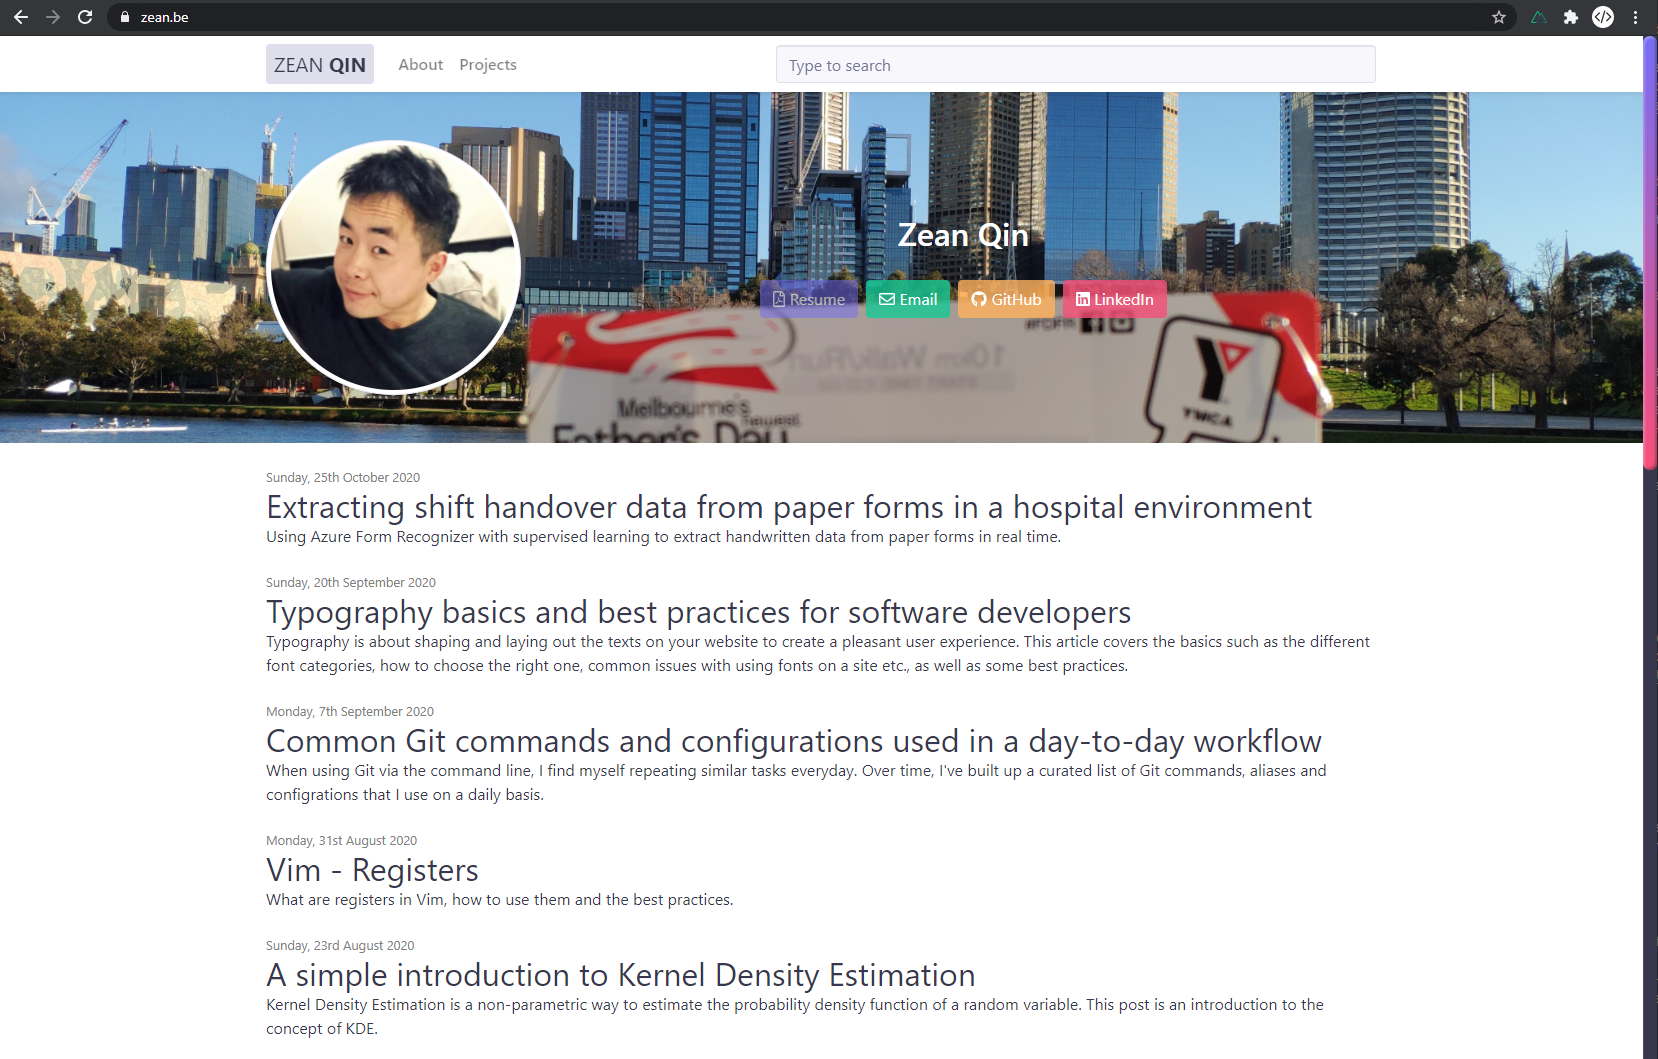 zean.be
ZEAN QIN
About
Projects
Type to search
HYATT
Zean Qin
Resume
Email
GitHub
LinkedIn
10km Walk/Run
Melbourne's
newest
Father's Day
YWCA
Sunday, 25th October 2020
Extracting shift handover data from paper forms in a hospital environment
Using Azure Form Recognizer with supervised learning to extract handwritten data from paper forms in real time.
Sunday, 20th September 2020
Typography basics and best practices for software developers
Typography is about shaping and laying out the texts on your website to create a pleasant user experience. This article covers the basics such as the different
font categories, how to choose the right one, common issues with using fonts on a site etc., as well as some best practices.
Monday, 7th September 2020
Common Git commands and configurations used in a day-to-day workflow
When using Git via the command line, I find myself repeating similar tasks everyday. Over time, I've built up a curated list of Git commands, aliases and
configrations that I use on a daily basis.
Monday, 31st August 2020
Vim - Registers
What are registers in Vim, how to use them and the best practices.
Sunday, 23rd August 2020
A simple introduction to Kernel Density Estimation
Kernel Density Estimation is a non-parametric way to estimate the probability density function of a random variable. This post is an introduction to the
concept of KDE.